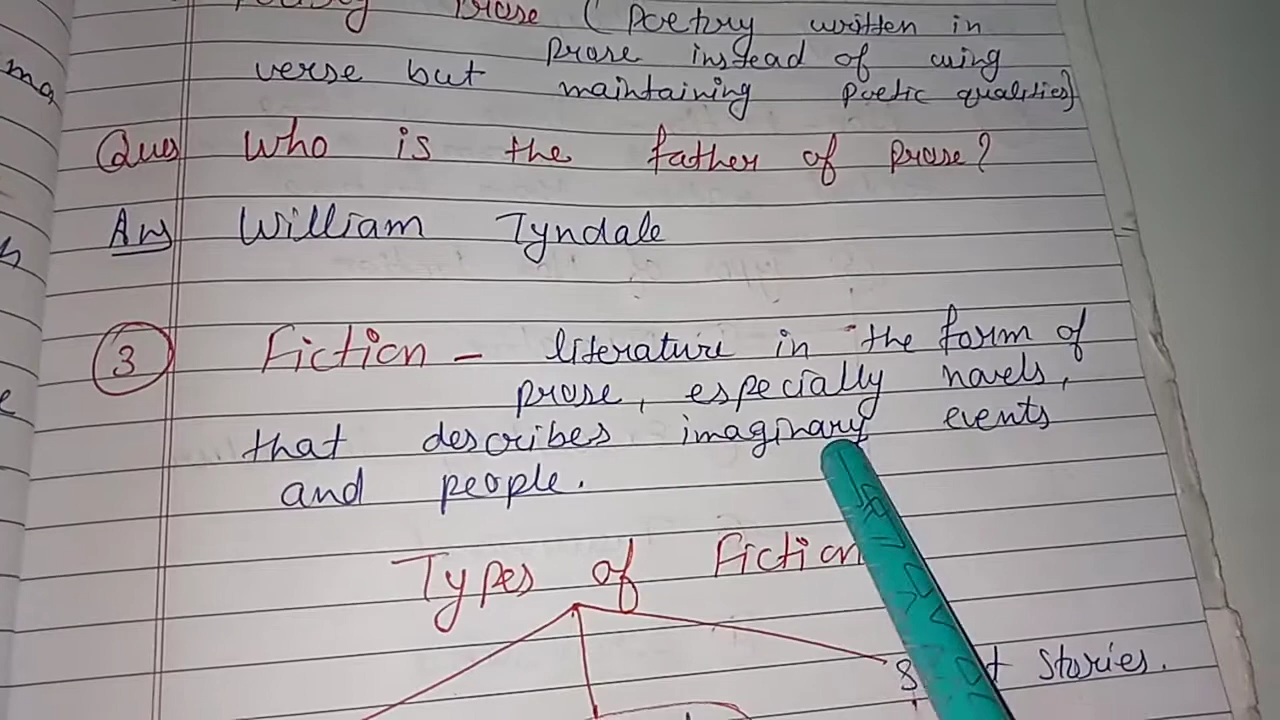 Prose (Poetry written in
prose instead of using
verse but maintaining poetic qualities)
Ques Who is the father of prose?
Ans William Tyndale
3 Fiction - literature in the form of
prose, especially novels,
that describes imaginary events
and people.
Types of Fiction
Stories.